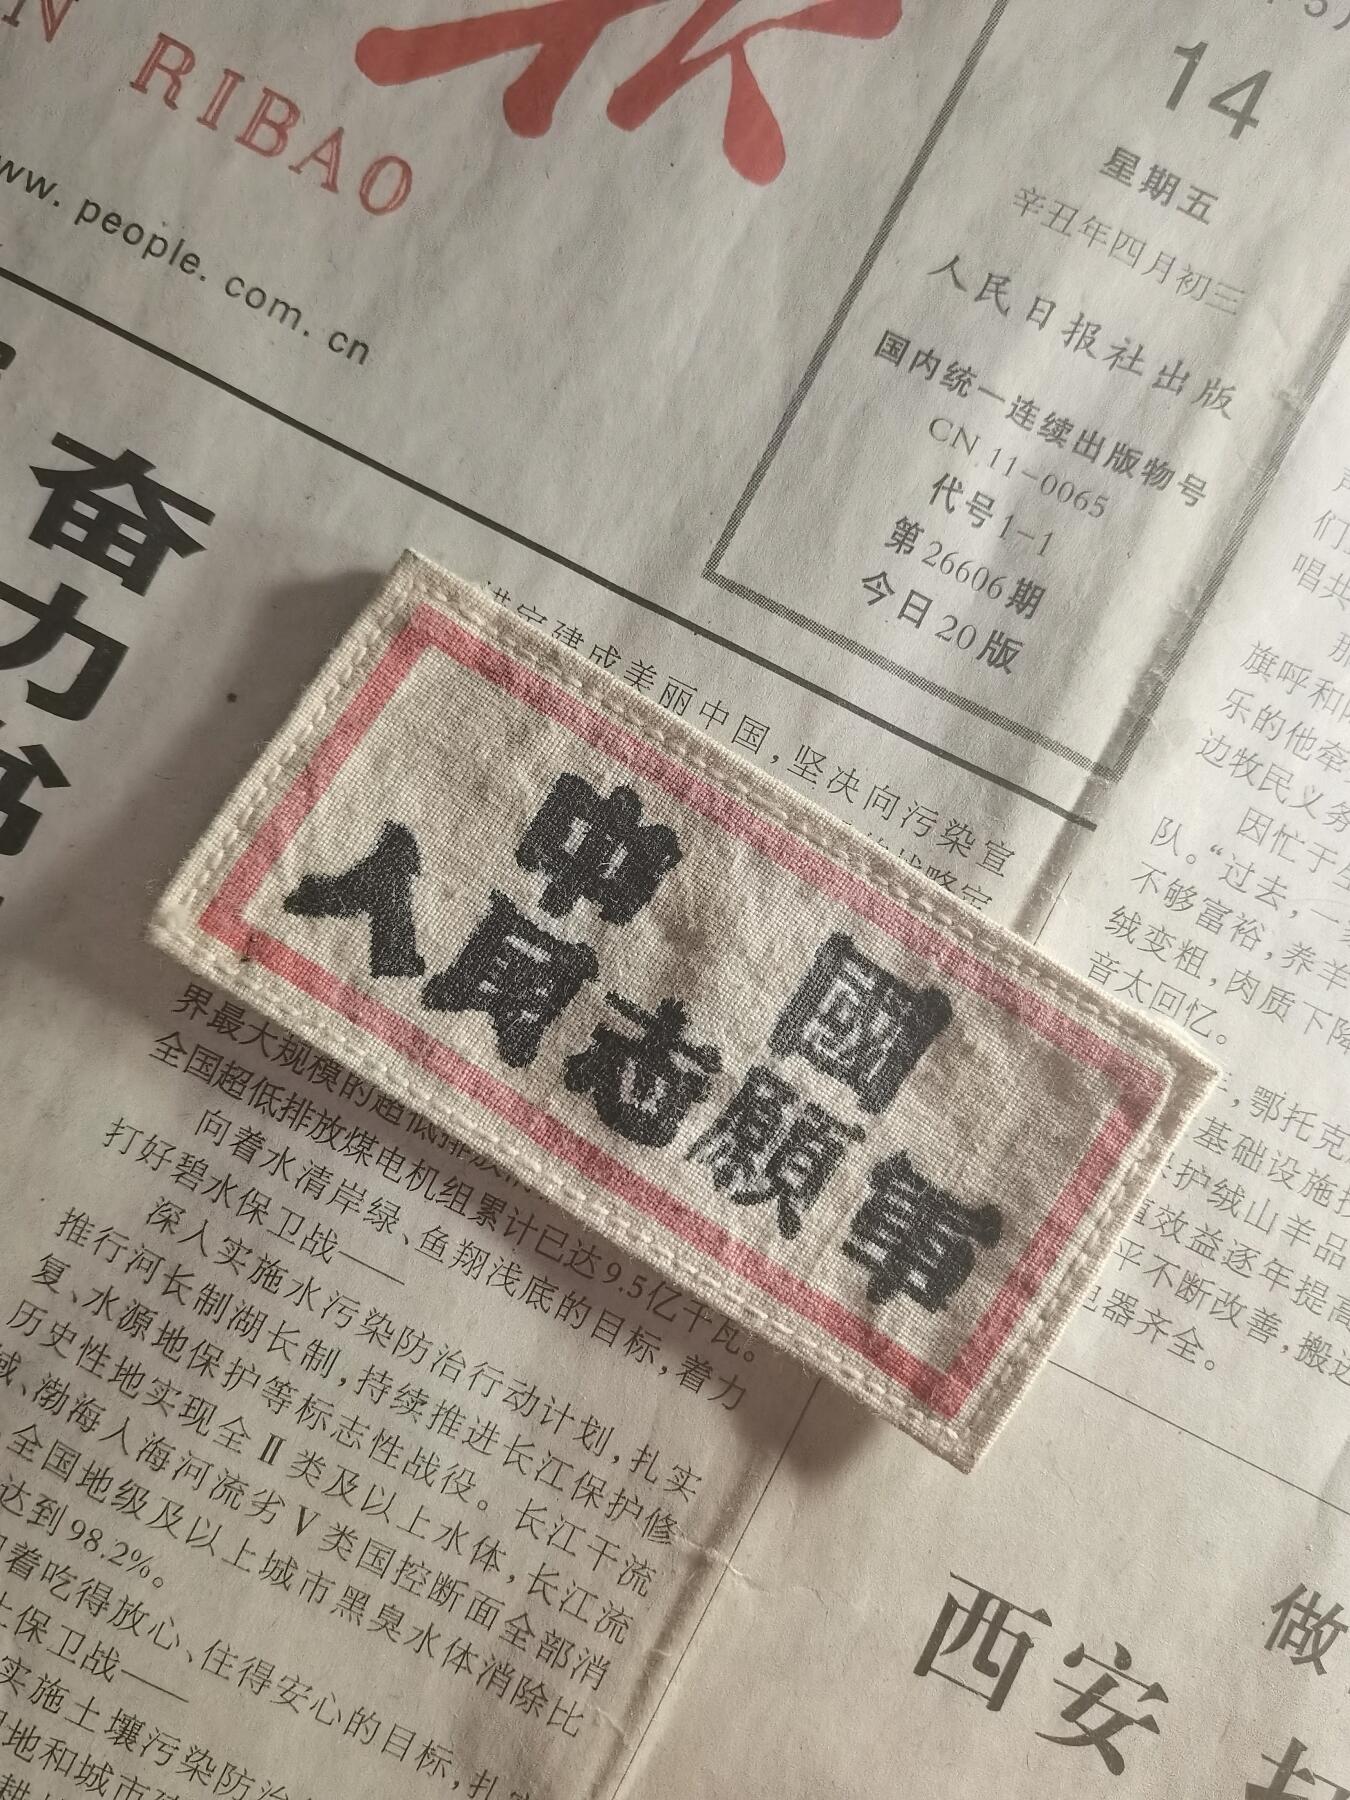 RIBAO
www.people.com.cn
14
星期五
辛丑年四月初三
人民日报社出版
国内统一连续出版物号
CN 11-0065
代号1-1
第26606期
今日20版
奋
力
建成美丽中国，坚决向污染宣
中國
人民志願軍
界最大规模的超低排放
全国超低排放煤电机组累计已达9.5亿千瓦。
向着水清岸绿、鱼翔浅底的目标，着力
打好碧水保卫战——
深入实施水污染防治行动计划，扎实
推行河长制湖长制，持续推进长江保护修
复、水源地保护等标志性战役。长江干流
历史性地实现全Ⅱ类及以上水体，长江流
域、渤海入海河流劣Ⅴ类国控断面全部消
全国地级及以上城市黑臭水体消除比
达到98.2%。
着吃得放心、住得安心的目标，扎实
土保卫战——
实施土壤污染防治
地和城市
们
唱共
旗呼和
乐的他牵
边牧民义务
因忙于
队。“过去，一
不够富裕，养羊
绒变粗，肉质下降
音太回忆。
，鄂托克
基础设施
保护绒山羊品
直效益逐年提高
平不断改善，搬
电器齐全。
西安
做